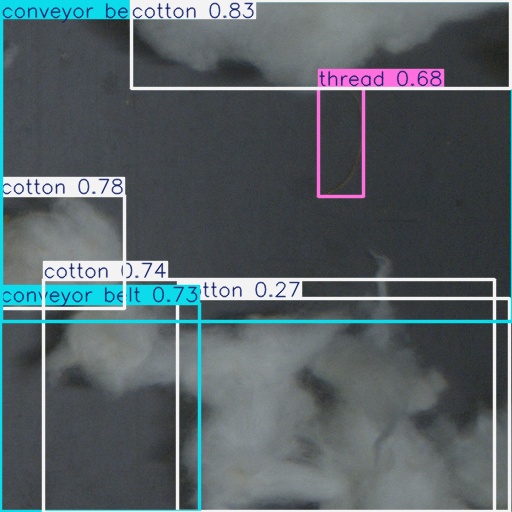 conveyor be
cotton 0.83
thread 0.68
cotton 0.78
cotton 0.74
tton 0.27
conveyor belt 0.73